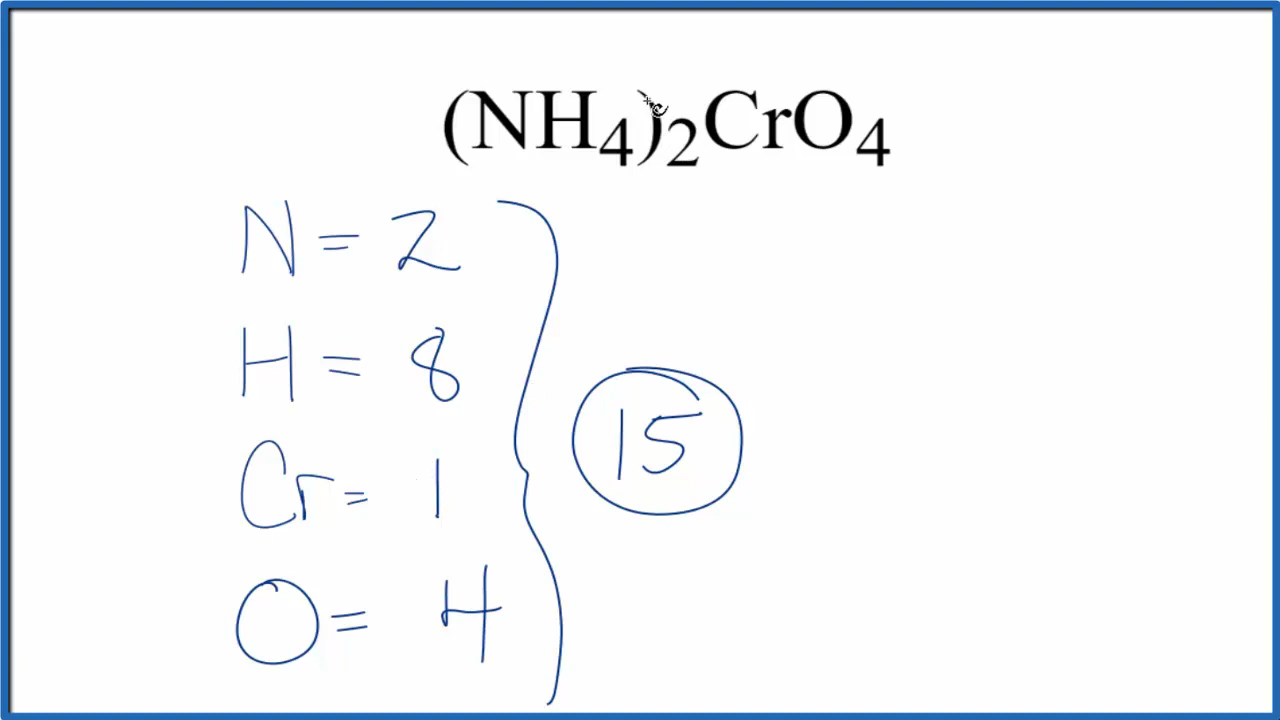 (NH4)2CrO4
N = 2
H = 8
15
Cr = 1
O = 4